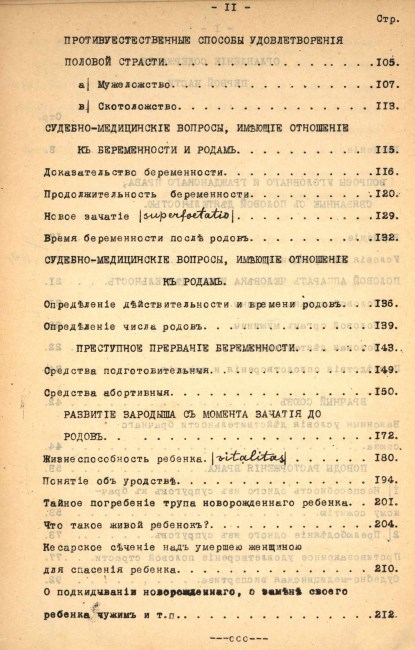 - II -
Стр.
ПРОТИВУЕСТЕСТВЕННЫЕ СПОСОБЫ УДОВЛЕТВОРЕНІЯ
ПОЛОВОЙ СТРАСТИ. . . . . . . . . . . . . . 105.
а/ Мужеложство. . . . . . . . . . . . . 107.
в/ Скотоложство. . . . . . . . . . . . . 113.
СУДЕБНО-МЕДИЦИНСКІЕ ВОПРОСЫ, ИМѢЮЩІЕ ОТНОШЕНІЕ
КЪ БЕРЕМЕННОСТИ И РОДАМЪ. . . . . . . . . 115.
Доказательство беременности. . . . . . . . . . . 116.
Продолжительность беременности. . . . . . . . . 120.
Новое зачатіе /superfoetatio/. . . . . . . . . . 129.
Время беременности послѣ родовъ. . . . . . . . . 132.
СУДЕБНО-МЕДИЦИНСКІЕ ВОПРОСЫ, ИМѢЮЩІЕ ОТНОШЕНІЕ
КЪ РОДАМЪ.
Опредѣленіе дѣйствительности и времени родовъ. . 136.
Опредѣленіе числа родовъ. . . . . . . . . . . . 139.
ПРЕСТУПНОЕ ПРЕРВАНІЕ БЕРЕМЕННОСТИ. . . . . 143.
Средства подготовительныя. . . . . . . . . . . . 149.
Средства абортивныя. . . . . . . . . . . . . . . 150.
РАЗВИТІЕ ЗАРОДЫША СЪ МОМЕНТА ЗАЧАТІЯ ДО
РОДОВЪ. . . . . . . . . . . . . . . . . . 172.
Жизнеспособность ребенка. /vitalitas/ . . . . . . 180.
Понятіе объ уродствѣ. . . . . . . . . . . . . . 194.
Тайное погребеніе трупа новорожденнаго ребенка. 201.
Что такое живой ребенокъ?. . . . . . . . . . . . 204.
Кесарское сѣченіе надъ умершею женщиною
для спасенія ребенка. . . . . . . . . . . . . . 210.
О подкидываніи новорожденнаго, о замѣнѣ своего
ребенка чужимъ и т.п.. . . . . . . . . . . . . . 212.
---ооо---